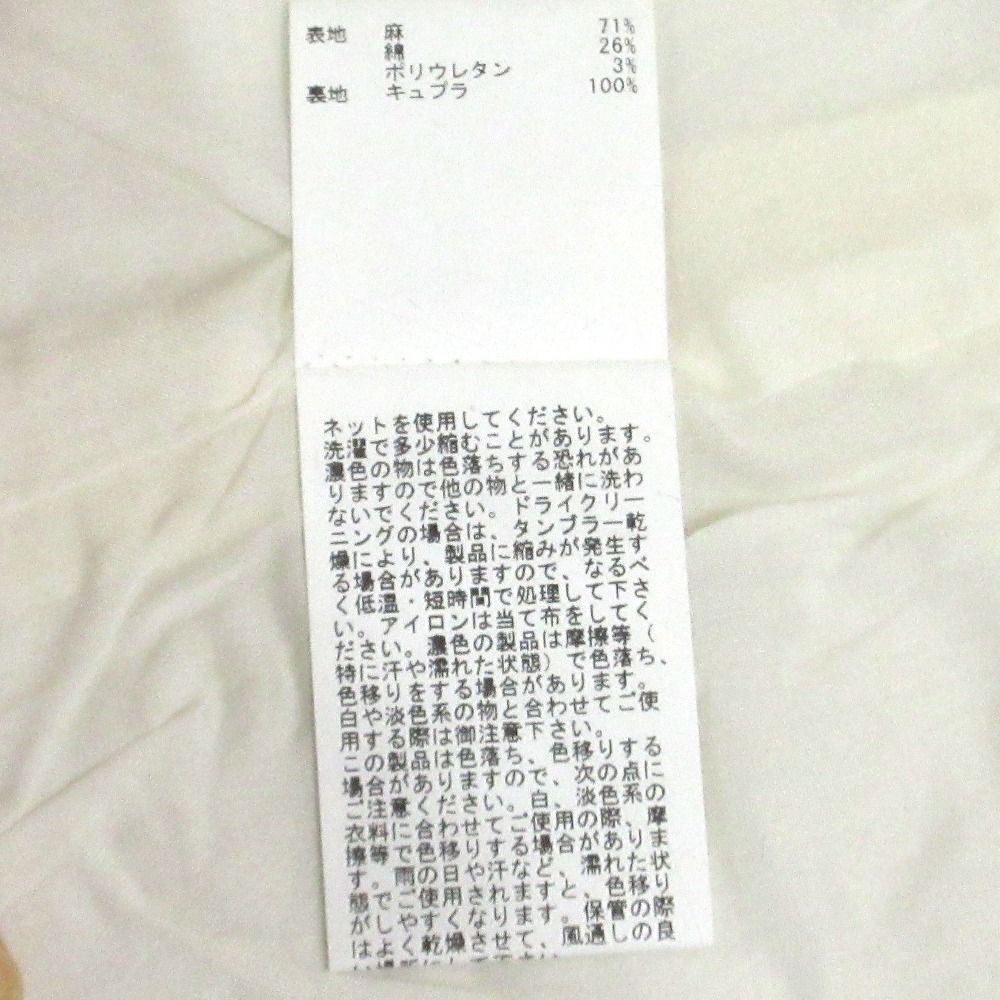 表地 麻 71%
綿 26%
ポリウレタン 3%
裏地 キュプラ 100%
ネットを使用してください。
洗濯で多少縮むことがあります。
濃色の物は色落ちする恐れがあ
りますので他の物と一緒に洗わ
ないでください。ドライクリー
ニングの場合は、タンブラー乾
燥により、製品に縮みが発生す
る場合がありますので、なるべ
く低温・短時間で処理して下さ
い。アイロンは当て布をしてく
ださい。濃色の製品は摩擦等(
特に汗や濡れた状態)で色落ち、
色移りをする場合があります。
白や淡色系の物と合わせてご使
用する際は御注意下さい。
この製品は色落ち、色移りする
場合がありますので、次の点に
ご注意ください。白、淡色系の
衣料に合わせてご使用の際、摩
擦等で色移りする場合がありま
す。雨の日や汗など、濡れた状
態でご使用されますと、色移り
がしやすくなります。保管の際
はよく乾燥させて、風通しの良